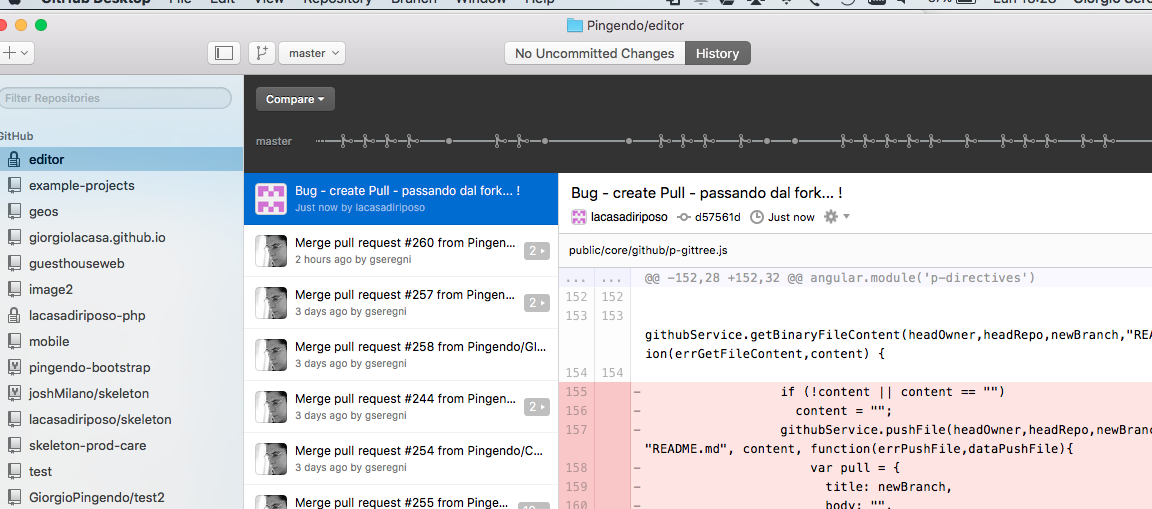 GitHub Desktop File Edit View Repository Branch Window Help
Pingendo/editor
master
No Uncommitted Changes
History
Filter Repositories
Compare
GitHub
master
editor
example-projects
geos
giorgiolacasa.github.io
guesthouseweb
image2
lacasadiriposo-php
mobile
pingendo-bootstrap
joshMilano/skeleton
lacasadiriposo/skeleton
skeleton-prod-care
test
GiorgioPingendo/test2
Bug - create Pull - passando dal fork... !
Just now by lacasadiriposo
Merge pull request #260 from Pingen...
2 hours ago by gseregni
2
Merge pull request #257 from Pingen...
3 days ago by gseregni
2
Merge pull request #258 from Pingendo/GI...
3 days ago by gseregni
Merge pull request #244 from Pingen...
3 days ago by gseregni
2
Merge pull request #254 from Pingendo/C...
3 days ago by gseregni
Merge pull request #255 from Pinge...
Bug - create Pull - passando dal fork... !
lacasadiriposo d57561d Just now
public/core/github/p-gittree.js
... ... @@ -152,28 +152,32 @@ angular.module('p-directives')
152 152
153 153
githubService.getBinaryFileContent(headOwner,headRepo,newBranch,"REA
ion(errGetFileContent,content) {
154 154
155 - if (!content || content == "")
156 - content = "";
157 - githubService.pushFile(headOwner,headRepo,newBranc
"README.md", content, function(errPushFile,dataPushFile){
158 - var pull = {
159 - title: newBranch,
160 - body: "",